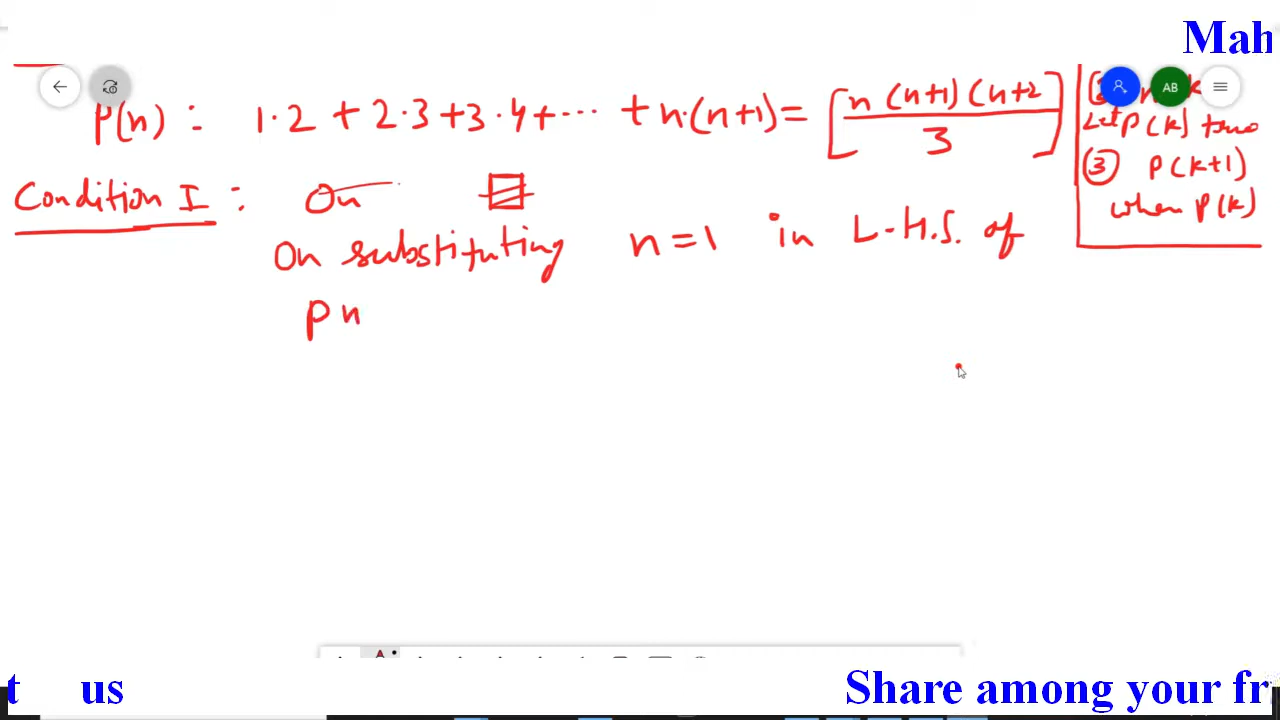 Mah
AB
P(n) : 1·2 + 2·3 + 3·4 + ··· + n·(n+1) = [n (n+1) (n+2 / 3]
Let P(k) true
③ P(k+1)
when P(k)
Condition I : On
On substituting n = 1 in L.H.S. of
P n
t us
Share among your fr